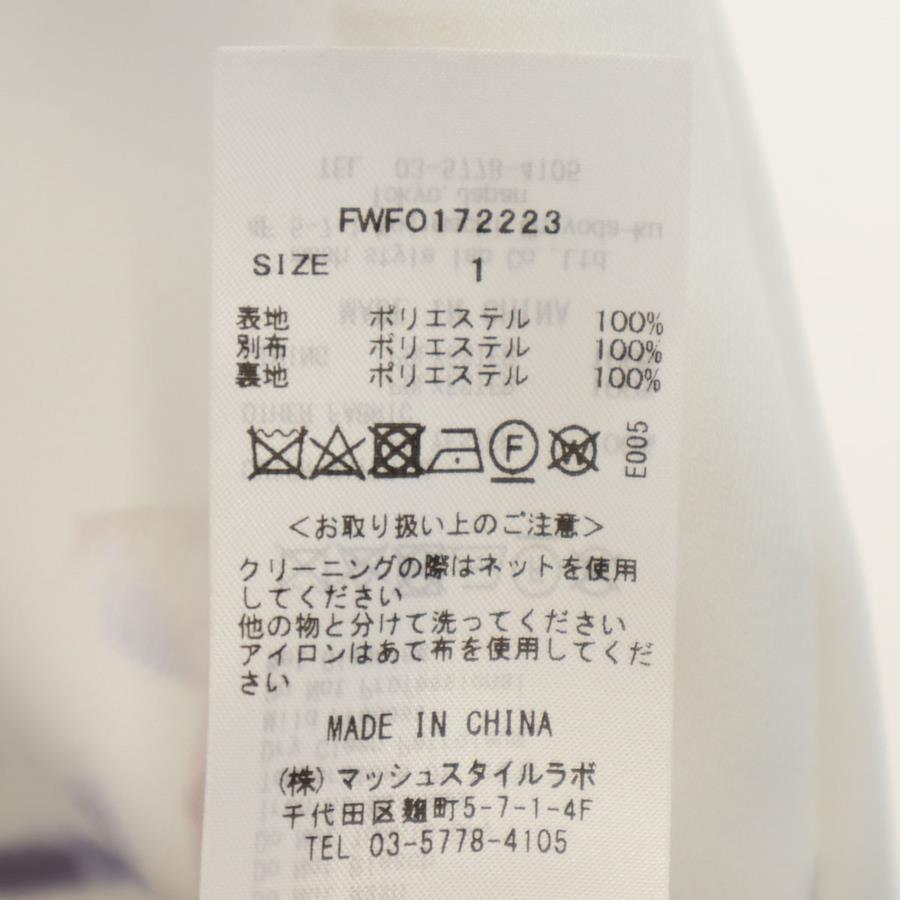 FWFO172223
SIZE 1
表地 ポリエステル 100%
別布 ポリエステル 100%
裏地 ポリエステル 100%
F W E005
＜お取り扱い上のご注意＞
クリーニングの際はネットを使用
してください
他の物と分けて洗ってください
アイロンはあて布を使用してくだ
さい
MADE IN CHINA
(株)マッシュスタイルラボ
千代田区麹町5-7-1-4F
TEL 03-5778-4105